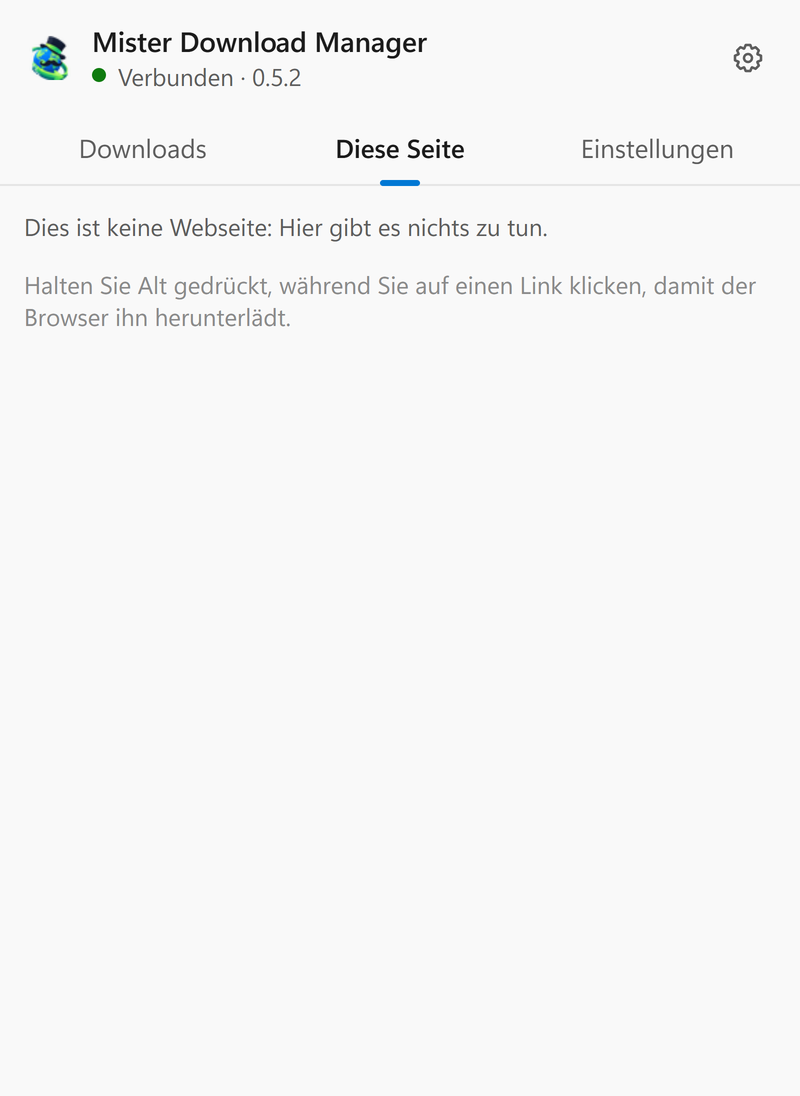 Mister Download Manager
Verbunden · 0.5.2
Downloads
Diese Seite
Einstellungen
Dies ist keine Webseite: Hier gibt es nichts zu tun.
Halten Sie Alt gedrückt, während Sie auf einen Link klicken, damit der
Browser ihn herunterlädt.